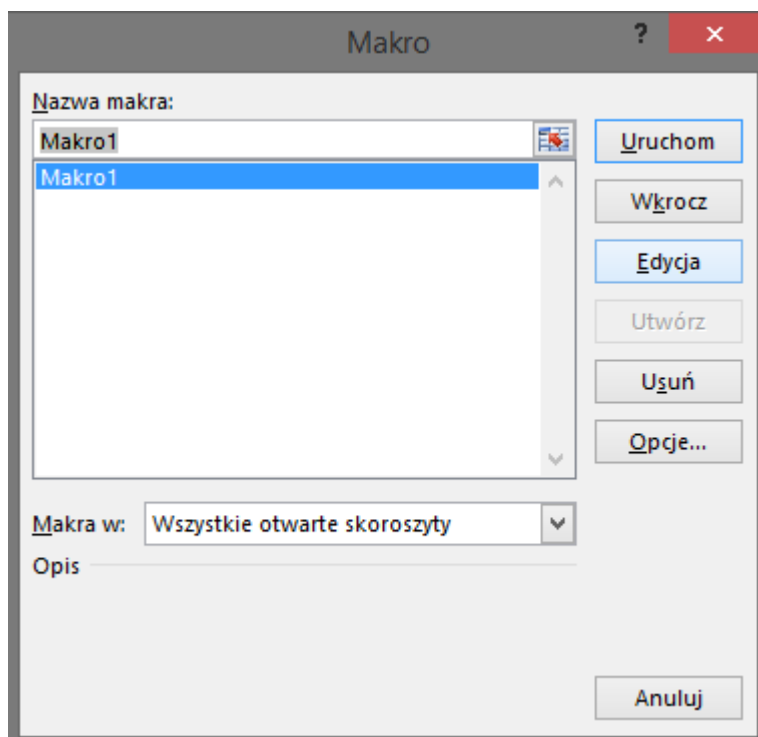 Makro
?
Nazwa makra:
Makro1
Makro1
Uruchom
Wkrocz
Edycja
Utwórz
Usuń
Opcje...
Makra w:
Wszystkie otwarte skoroszyty
Opis
Anuluj